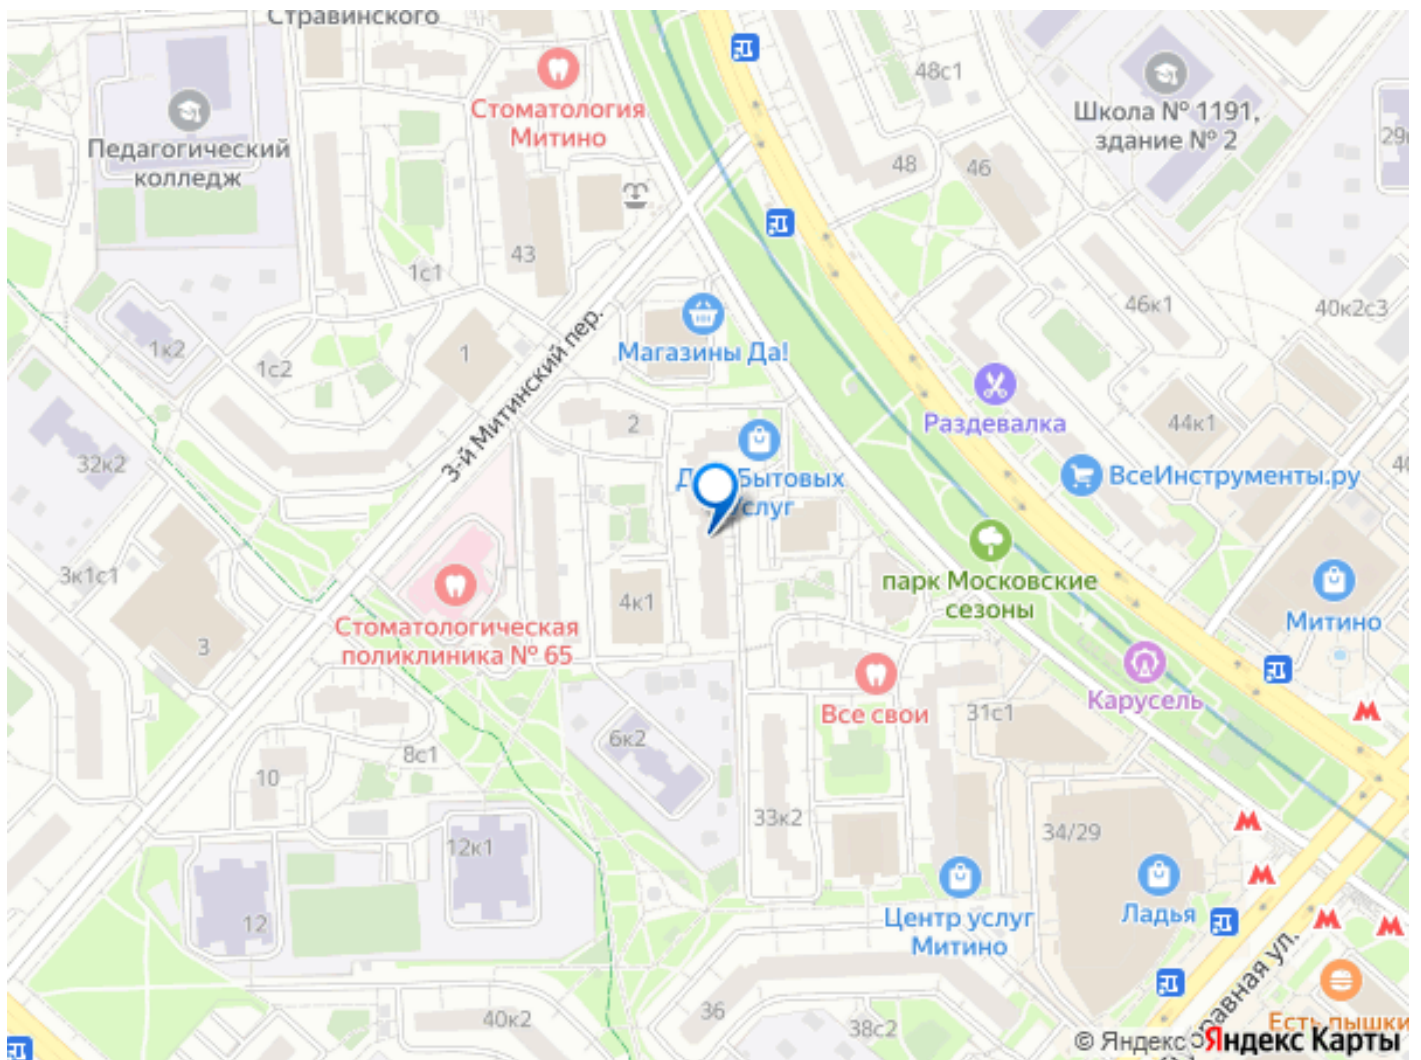 Стравинского
48с1
Стоматология
Митино
Школа № 1191,
здание № 2
Педагогический
колледж
48
46
43
1с1
46к1
40к2с3
1к2
1с2
1
3-й Митинский пер.
Магазины Да!
Раздевалка
2
44к1
32к2
Бытовых
ВсеИнструменты.ру
парк Московские
сезоны
3к1с1
4к1
Стоматологическая
поликлиника № 65
3
Митино
Карусель
Все свои
31с1
6к2
8с1
10
33к2
34/29
12к1
12
Центр услуг
Митино
Ладья
36
38с2
40к2
Есть пышки
© Яндекс
Яндекс Карты